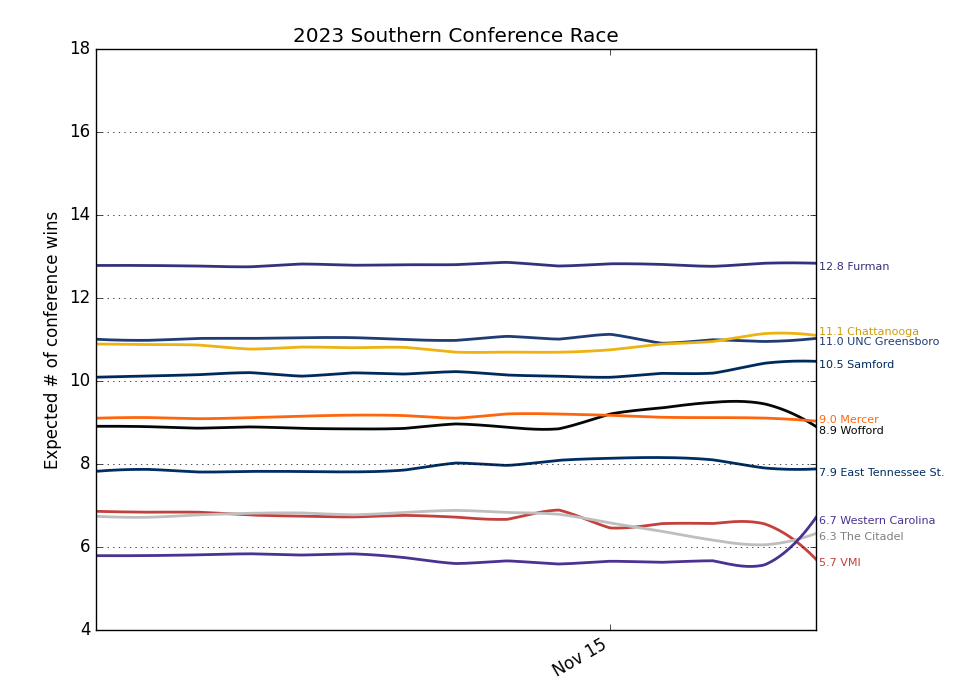 2023 Southern Conference Race
Expected # of conference wins
18
16
14
12
10
8
6
4
12.8 Furman
11.1 Chattanooga
11.0 UNC Greensboro
10.5 Samford
9.0 Mercer
8.9 Wofford
7.9 East Tennessee St.
6.7 Western Carolina
6.3 The Citadel
5.7 VMI
Nov 15